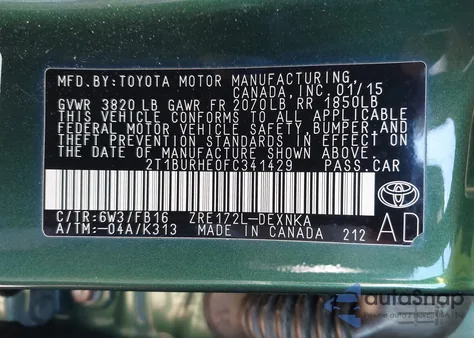 MFD.BY:TOYOTA MOTOR MANUFACTURING,
CANADA, INC. 01/15
GVWR 3820LB GAWR FR 2070LB RR 1850LB
THIS VEHICLE CONFORMS TO ALL APPLICABLE
FEDERAL MOTOR VEHICLE SAFETY, BUMPER, AND
THEFT PREVENTION STANDARDS IN EFFECT ON
THE DATE OF MANUFACTURE SHOWN ABOVE.
2T1BURHE0FC341429 PASS.CAR
C/TR:6W3/FB16 ZRE172L-DEXNKA
A/TM:-04A/K313 MADE IN CANADA 212
AD
autoSnap